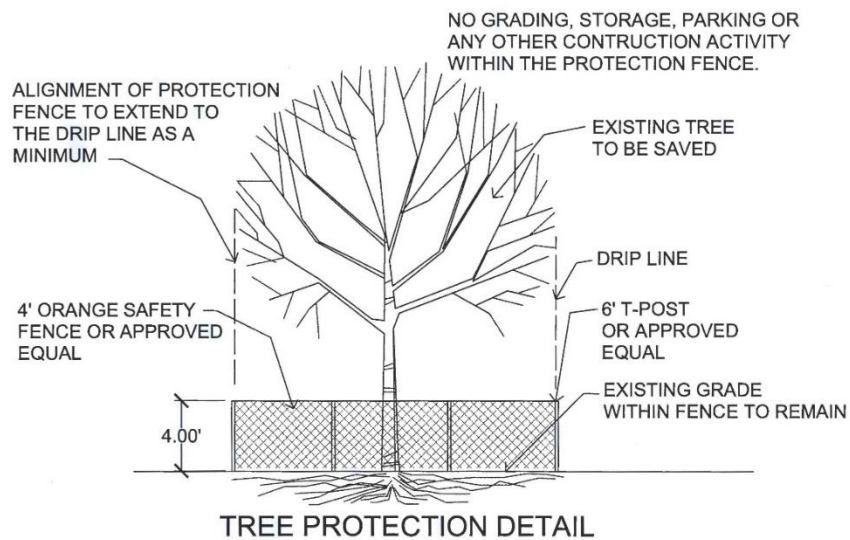 NO GRADING, STORAGE, PARKING OR
ANY OTHER CONTRUCTION ACTIVITY
WITHIN THE PROTECTION FENCE.
ALIGNMENT OF PROTECTION
FENCE TO EXTEND TO
THE DRIP LINE AS A
MINIMUM
EXISTING TREE
TO BE SAVED
DRIP LINE
4' ORANGE SAFETY
FENCE OR APPROVED
EQUAL
6' T-POST
OR APPROVED
EQUAL
EXISTING GRADE
WITHIN FENCE TO REMAIN
4.00'
TREE PROTECTION DETAIL